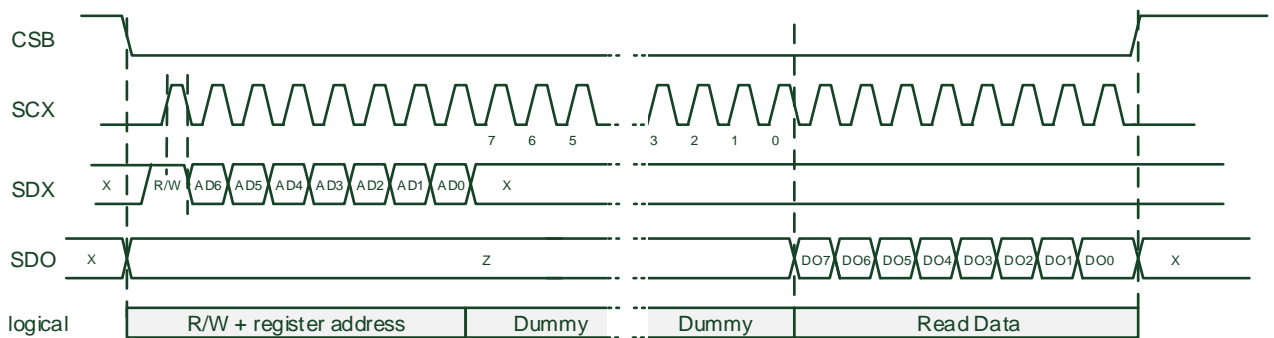 CSB
SCX
7 6 5 3 2 1 0
SDX X R/W AD6 AD5 AD4 AD3 AD2 AD1 AD0 X
SDO X Z DO7 DO6 DO5 DO4 DO3 DO2 DO1 DO0 X
logical R/W + register address Dummy Dummy Read Data